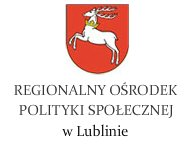 REGIONALNY OŚRODEK
POLITYKI SPOŁECZNEJ
w Lublinie